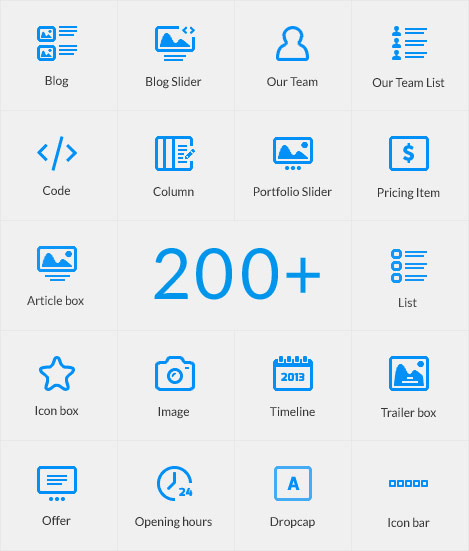 Blog
Blog Slider
Our Team
Our Team List
Code
Column
Portfolio Slider
$
Pricing Item
Article box
200+
List
Icon box
Image
2013
Timeline
Trailer box
Offer
24
Opening hours
A
Dropcap
Icon bar